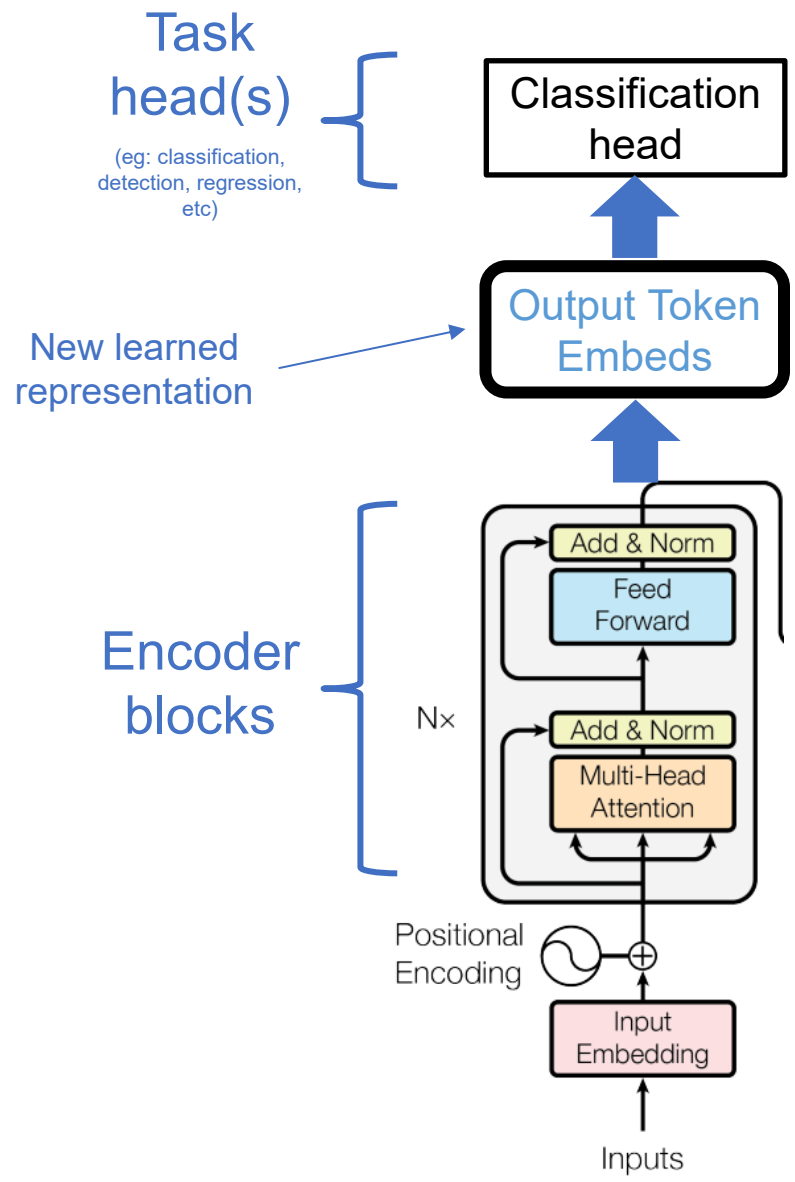 Task
head(s)
(eg: classification,
detection, regression,
etc)
Classification
head
Output Token
Embeds
New learned
representation
Encoder
blocks
N×
Add & Norm
Feed
Forward
Add & Norm
Multi-Head
Attention
Positional
Encoding
Input
Embedding
Inputs